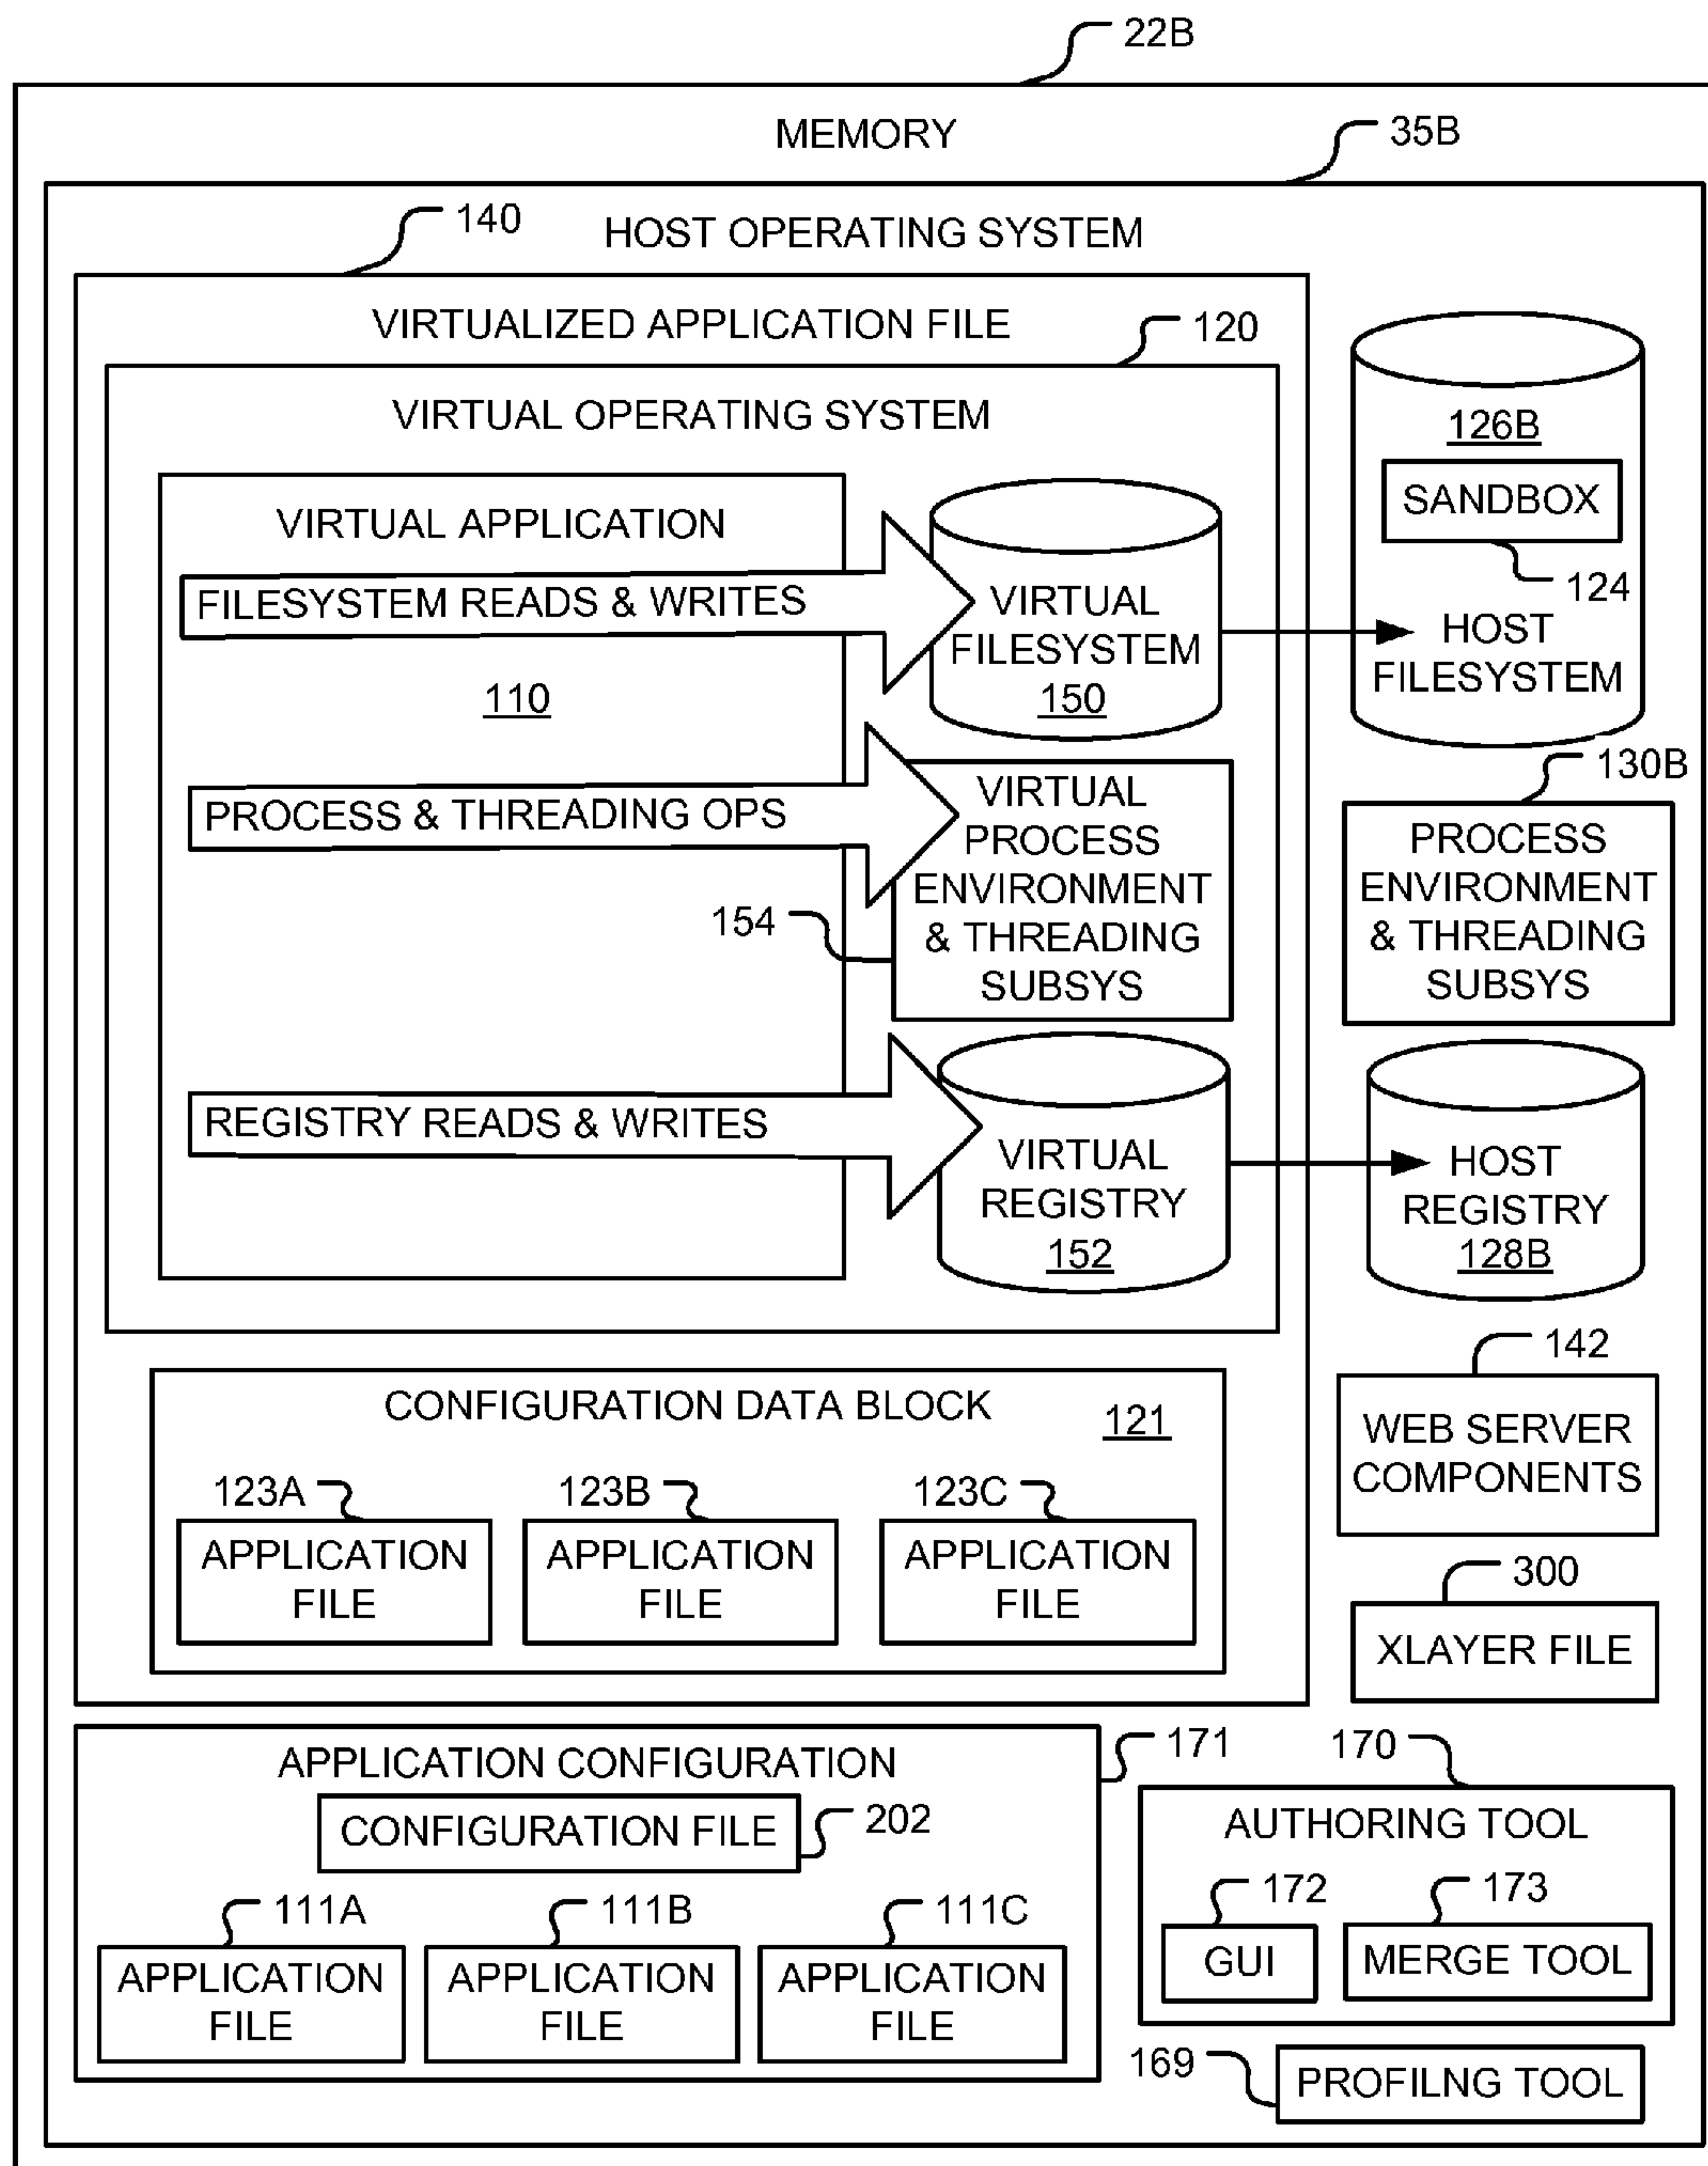 22B
MEMORY
35B
HOST OPERATING SYSTEM
140
VIRTUALIZED APPLICATION FILE
120
VIRTUAL OPERATING SYSTEM
VIRTUAL APPLICATION
FILESYSTEM READS & WRITES
110
PROCESS & THREADING OPS
154
REGISTRY READS & WRITES
VIRTUAL
FILESYSTEM
150
VIRTUAL
PROCESS
ENVIRONMENT
& THREADING
SUBSYS
VIRTUAL
REGISTRY
152
126B
SANDBOX
124
HOST
FILESYSTEM
130B
PROCESS
ENVIRONMENT
& THREADING
SUBSYS
HOST
REGISTRY
128B
142
WEB SERVER
COMPONENTS
300
XLAYER FILE
CONFIGURATION DATA BLOCK
121
123A
APPLICATION
FILE
123B
APPLICATION
FILE
123C
APPLICATION
FILE
171
APPLICATION CONFIGURATION
CONFIGURATION FILE
202
111A
APPLICATION
FILE
111B
APPLICATION
FILE
111C
APPLICATION
FILE
170
AUTHORING TOOL
172
GUI
173
MERGE TOOL
169
PROFILNG TOOL